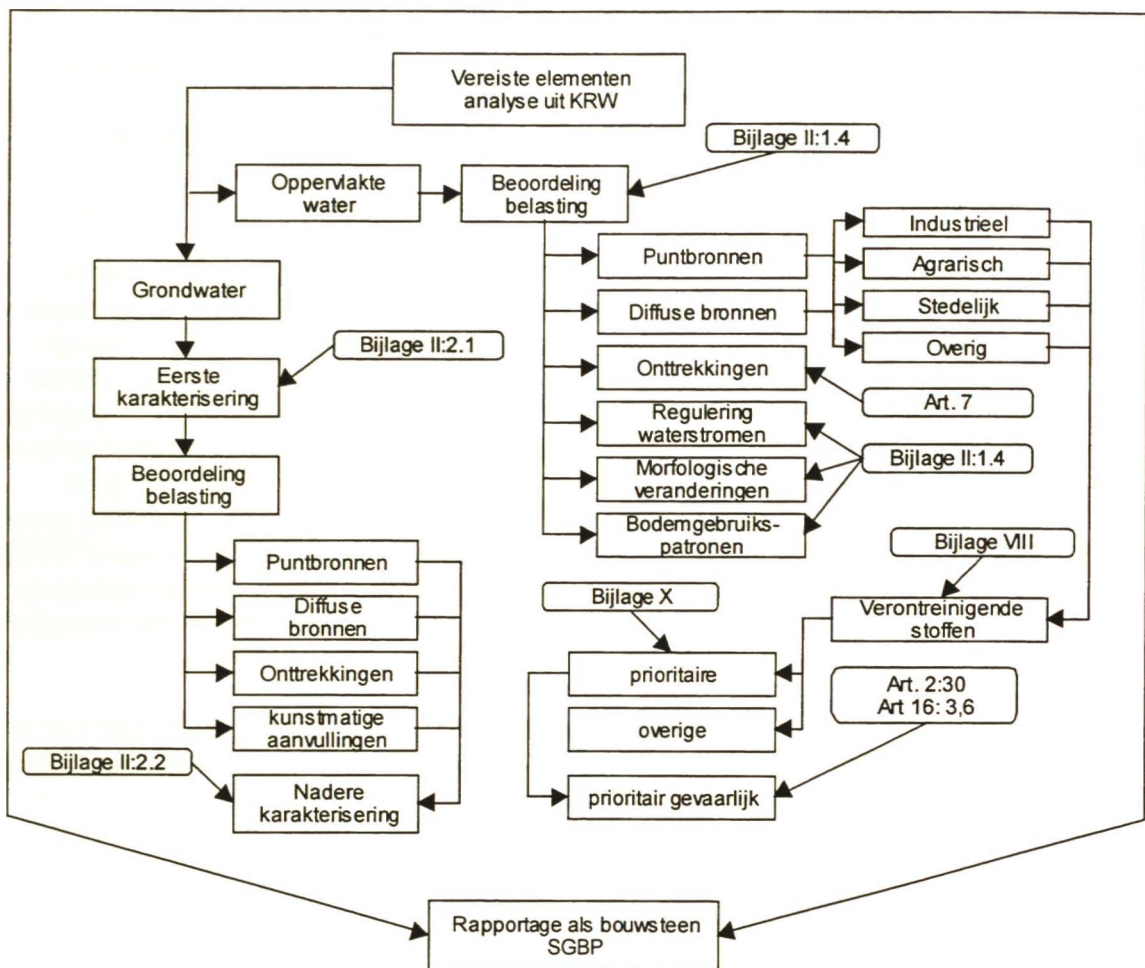 Vereiste elementen
analyse uit KRW
Bijlage II:1.4
Oppervlakte
water
Beoordeling
belasting
Industrieel
Puntbronnen
Agrarisch
Grondwater
Diffuse bronnen
Stedelijk
Bijlage II:2.1
Overig
Eerste
karakterisering
Onttrekkingen
Art. 7
Regulering
waterstromen
Bijlage II:1.4
Beoordeling
belasting
Morfologische
veranderingen
Bodemgebruiks-
patronen
Bijlage VIII
Puntbronnen
Bijlage X
Verontreinigende
stoffen
Diffuse
bronnen
Onttrekkingen
prioritaire
Art. 2:30
Art 16: 3,6
kunstmatige
aanvullingen
overige
Bijlage II:2.2
Nadere
karakterisering
prioritair gevaarlijk
Rapportage als bouwsteen
SGBP